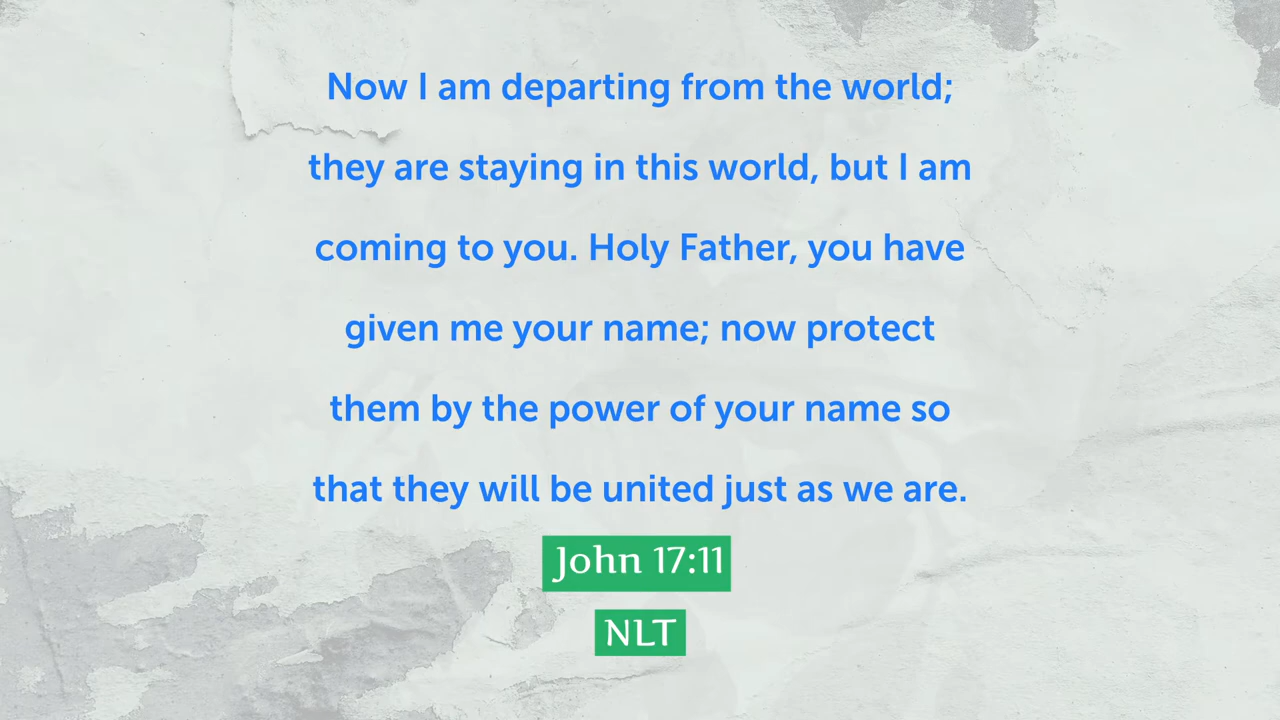 Now I am departing from the world;
they are staying in this world, but I am
coming to you. Holy Father, you have
given me your name; now protect
them by the power of your name so
that they will be united just as we are.
John 17:11
NLT